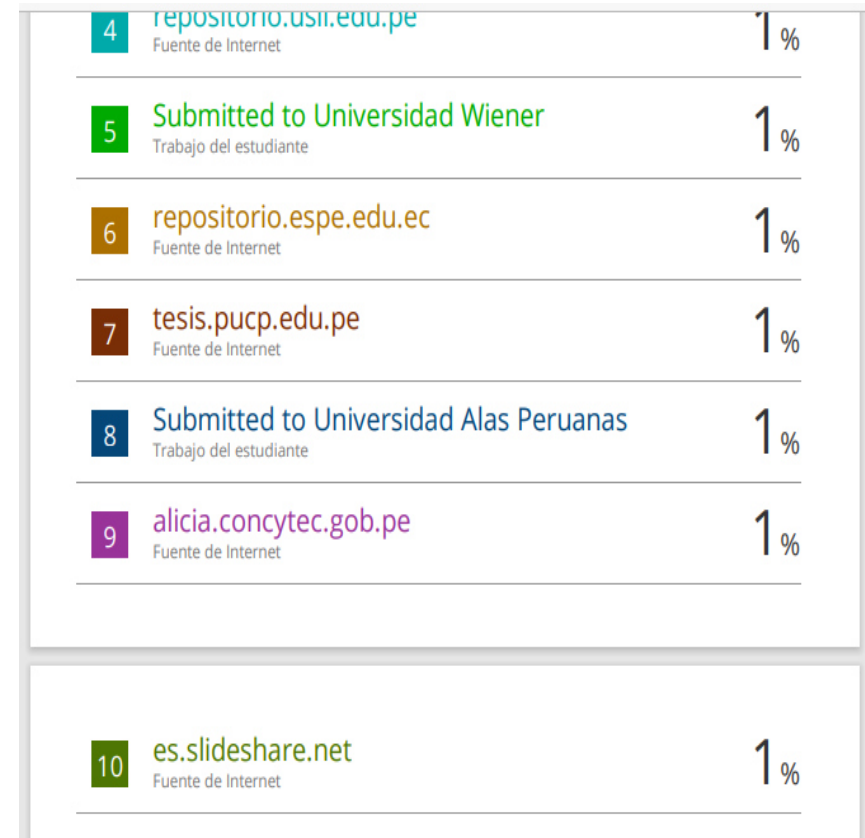 4
repositorio.usil.edu.pe
Fuente de Internet
1 %
5
Submitted to Universidad Wiener
Trabajo del estudiante
1 %
6
repositorio.espe.edu.ec
Fuente de Internet
1 %
7
tesis.pucp.edu.pe
Fuente de Internet
1 %
8
Submitted to Universidad Alas Peruanas
Trabajo del estudiante
1 %
9
alicia.concytec.gob.pe
Fuente de Internet
1 %
10
es.slideshare.net
Fuente de Internet
1 %